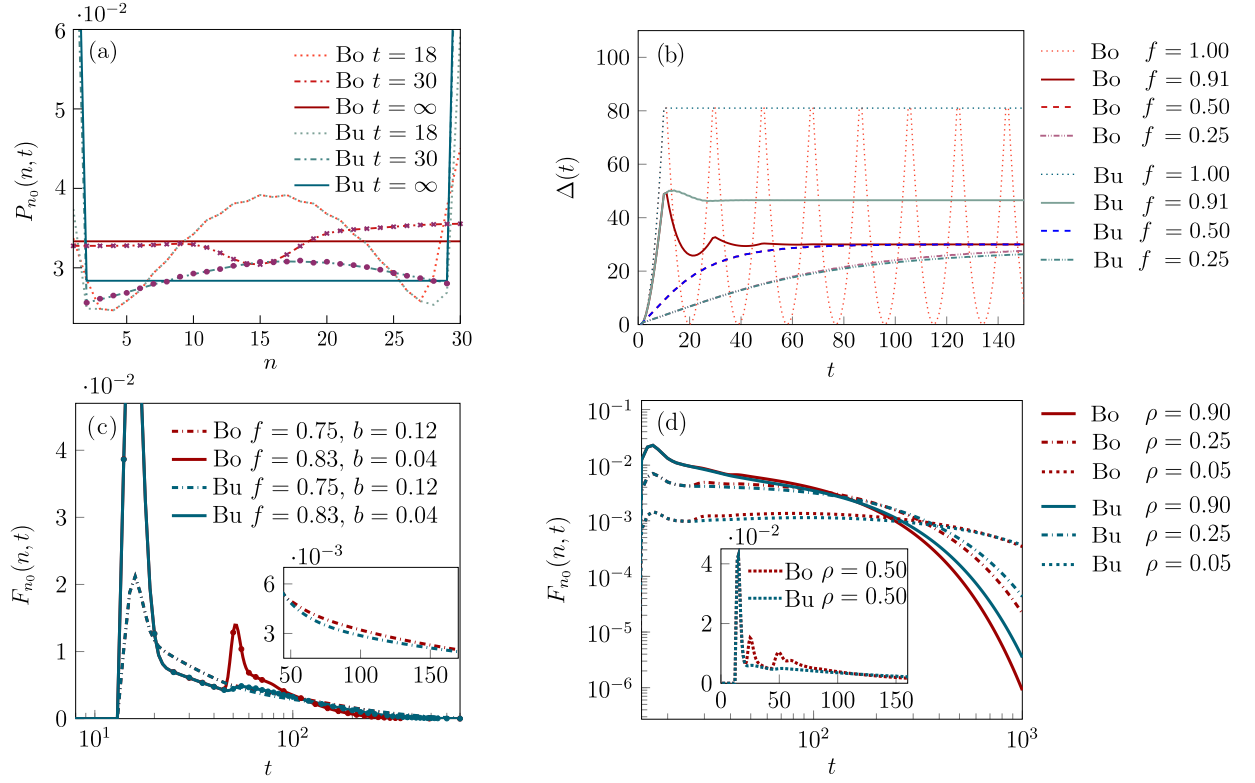 ·10⁻²
(a)
6
5
4
3
P_{n₀}(n, t)
Bo t = 18
Bo t = 30
Bo t = ∞
Bu t = 18
Bu t = 30
Bu t = ∞
5 10 15 20 25 30
n
(b)
80
60
40
20
0
Δ(t)
0 20 40 60 80 100 120 140
t
Bo f = 1.00
Bo f = 0.91
Bo f = 0.50
Bo f = 0.25
Bu f = 1.00
Bu f = 0.91
Bu f = 0.50
Bu f = 0.25
·10⁻²
(c)
4
3
2
1
0
F_{n₀}(n, t)
Bo f = 0.75, b = 0.12
Bo f = 0.83, b = 0.04
Bu f = 0.75, b = 0.12
Bu f = 0.83, b = 0.04
·10⁻³
6
3
50 100 150
10¹ 10²
t
(d)
10⁻¹
10⁻²
10⁻³
10⁻⁴
10⁻⁵
10⁻⁶
F_{n₀}(n, t)
·10⁻²
4
2
0
Bo ρ = 0.50
Bu ρ = 0.50
0 50 100 150
10² 10³
t
Bo ρ = 0.90
Bo ρ = 0.25
Bo ρ = 0.05
Bu ρ = 0.90
Bu ρ = 0.25
Bu ρ = 0.05